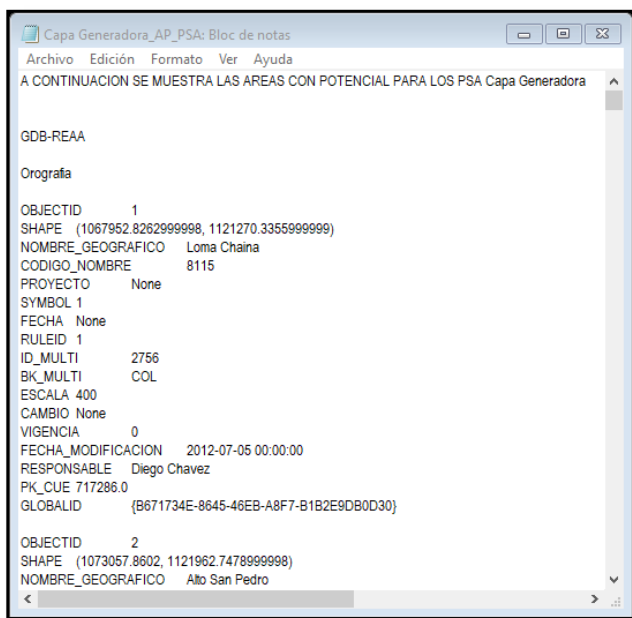 Capa Generadora_AP_PSA: Bloc de notas
Archivo Edición Formato Ver Ayuda
A CONTINUACION SE MUESTRA LAS AREAS CON POTENCIAL PARA LOS PSA Capa Generadora
GDB-REAA
Orografia
OBJECTID 1
SHAPE (1067952.8262999998, 1121270.3355999999)
NOMBRE_GEOGRAFICO Loma Chaina
CODIGO_NOMBRE 8115
PROYECTO None
SYMBOL 1
FECHA None
RULEID 1
ID_MULTI 2756
BK_MULTI COL
ESCALA 400
CAMBIO None
VIGENCIA 0
FECHA_MODIFICACION 2012-07-05 00:00:00
RESPONSABLE Diego Chavez
PK_CUE 717286.0
GLOBALID {B671734E-8645-46EB-A8F7-B1B2E9DB0D30}
OBJECTID 2
SHAPE (1073057.8602, 1121962.7478999998)
NOMBRE_GEOGRAFICO Alto San Pedro